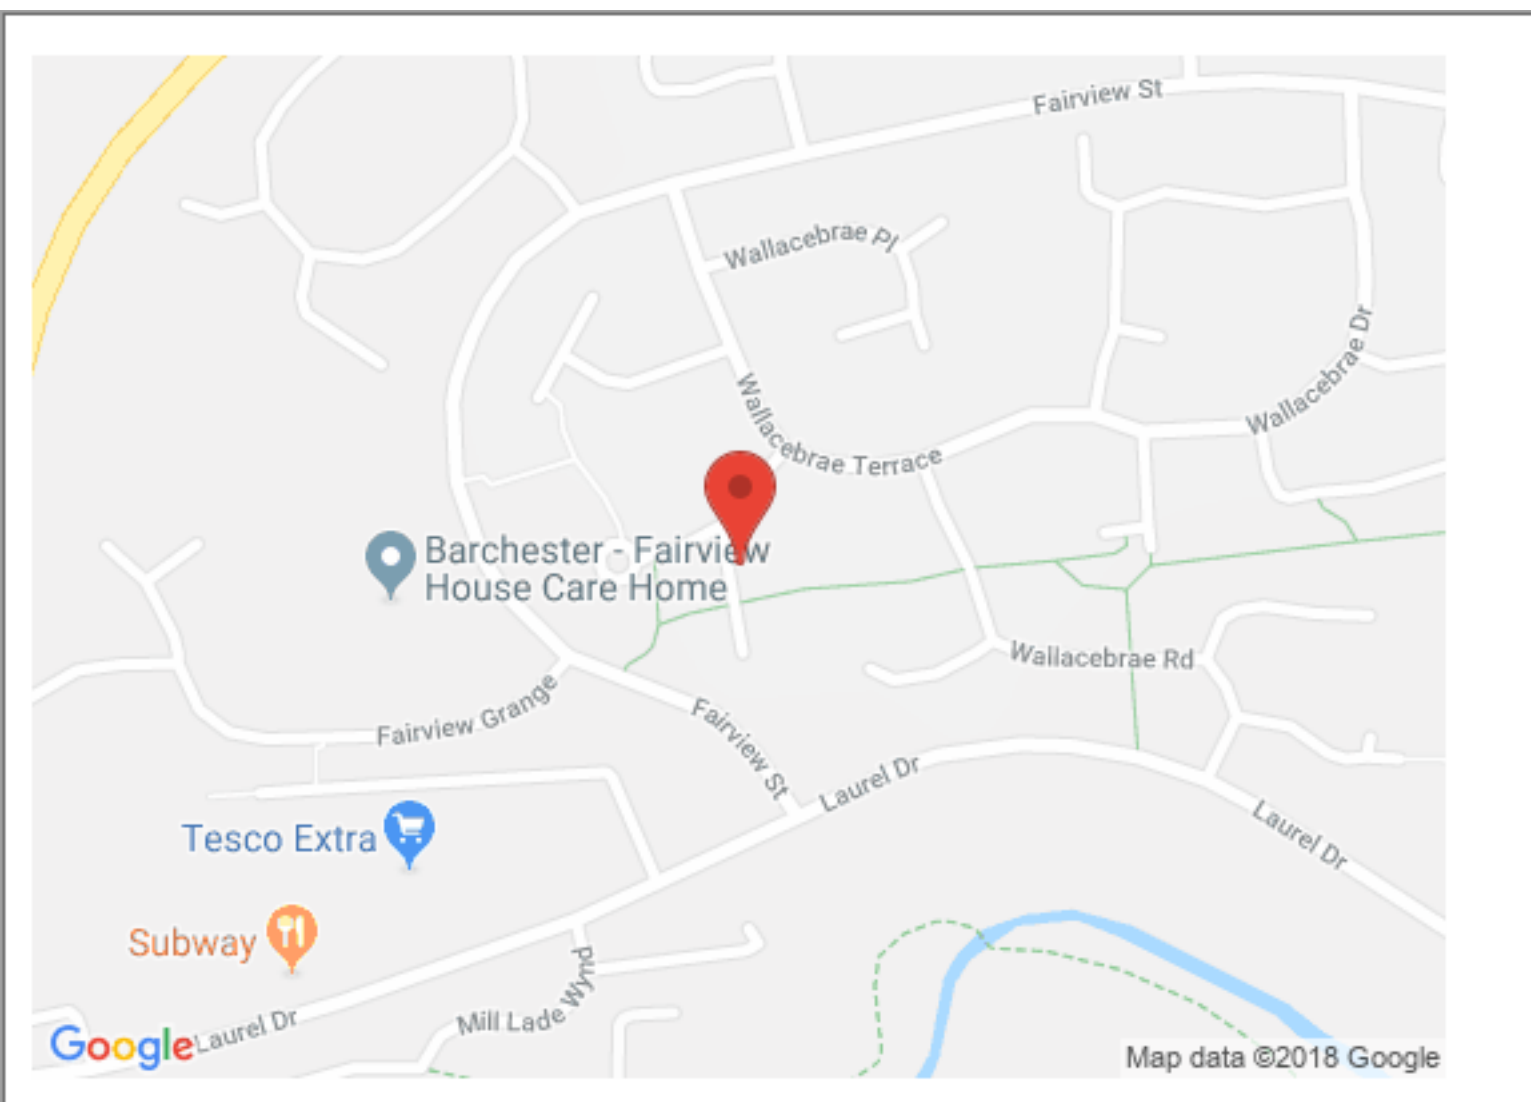 Fairview St
Wallacebrae Pl
Wallacebrae Dr
Wallacebrae Terrace
Barchester - Fairview
House Care Home
Wallacebrae Rd
Fairview Grange
Fairview St
Laurel Dr
Tesco Extra
Laurel Dr
Subway
Mill Lade Wynd
Laurel Dr
Google
Map data ©2018 Google